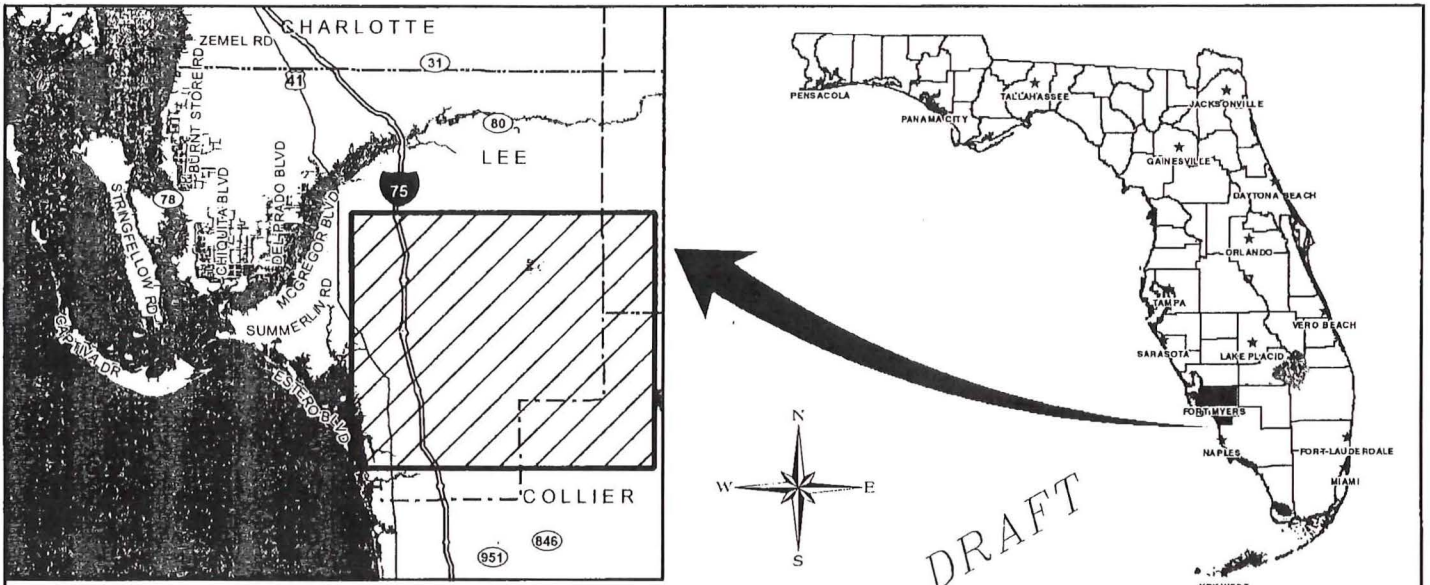 CHARLOTTE
ZEMEL RD
31
41
BURNT STORE RD
80
LEE
78
CHIQUITA BLVD
DEL PRADO BLVD
75
STRINGFELLOW RD
MCGREGOR BLVD
SUMMERLIN RD
CAPTIVA DR
ESTERO BLVD
COLLIER
846
951
PENSACOLA
TALLAHASSEE
JACKSONVILLE
PANAMA CITY
GAINESVILLE
DAYTONA BEACH
ORLANDO
TAMPA
VERO BEACH
SARASOTA
LAKE PLACID
FORT MYERS
NAPLES
FORT LAUDERDALE
MIAMI
N
W
E
S
DRAFT